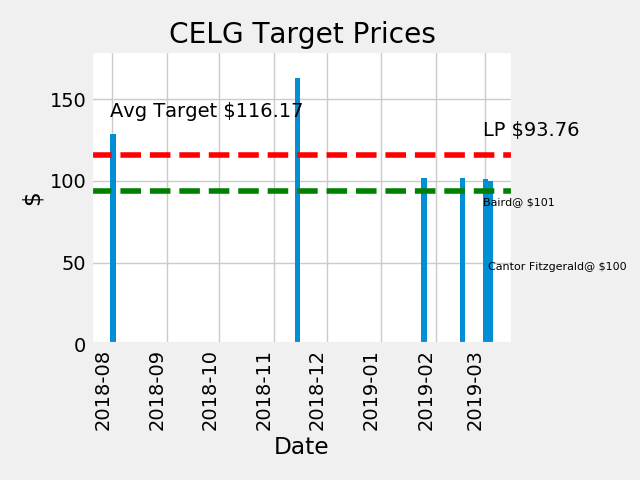 CELG Target Prices
Avg Target $116.17
LP $93.76
Baird@ $101
Cantor Fitzgerald@ $100
$
150
100
50
0
2018-08
2018-09
2018-10
2018-11
2018-12
2019-01
2019-02
2019-03
Date